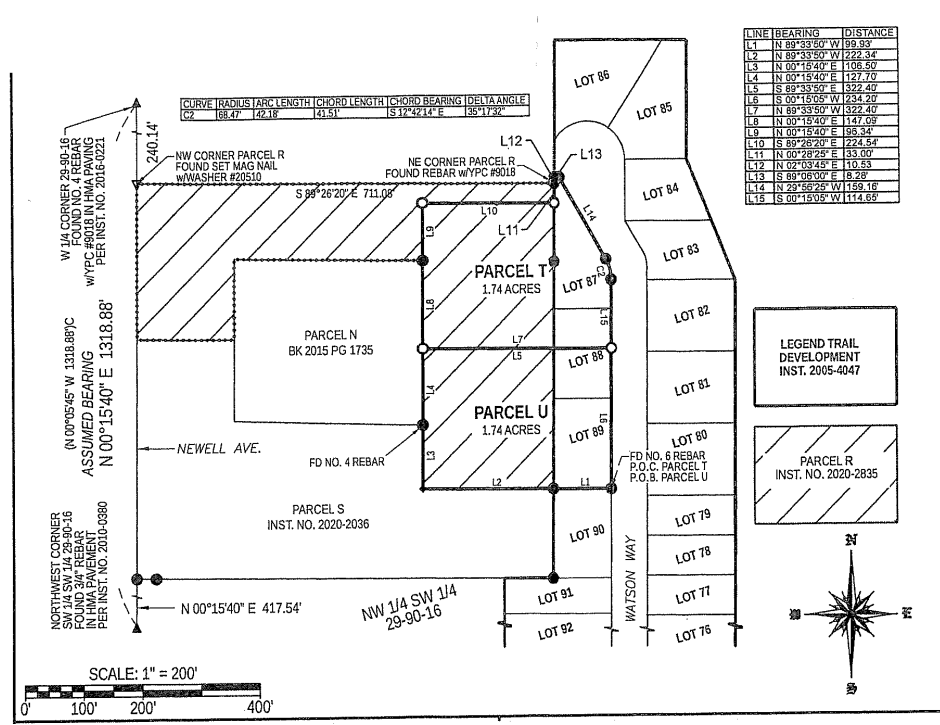 LINE BEARING DISTANCE
L1 N 89°33'50" W 99.93'
L2 N 89°33'50" W 222.34'
L3 N 00°15'40" E 106.50'
L4 N 00°15'40" E 127.70'
L5 S 89°33'50" E 322.40'
L6 S 00°15'05" W 234.20'
L7 N 89°33'50" W 322.40'
L8 N 00°15'40" E 147.09'
L9 N 00°15'40" E 96.34'
L10 S 89°26'20" E 224.54'
L11 N 00°28'25" E 33.00'
L12 N 02°03'45" E 10.53
L13 S 89°06'00" E 8.28'
L14 N 29°56'25" W 159.16'
L15 S 00°15'05" W 114.65'
CURVE RADIUS ARC LENGTH CHORD LENGTH CHORD BEARING DELTA ANGLE
C2 68.47' 42.18' 41.51' S 12°42'14" E 35°17'32"
LOT 86
LOT 85
L12
L13
NW CORNER PARCEL R
FOUND SET MAG NAIL
w/WASHER #20510
NE CORNER PARCEL R
FOUND REBAR w/YPC #9018
240.14'
W 1/4 CORNER 29-90-16
FOUND NO. 4 REBAR
w/YPC #9018 IN HMA PAVING
PER INST. NO. 2016-0221
S 89°26'20" E 711.08'
L10
L11
L14
L9
LOT 84
LOT 83
PARCEL T
1.74 ACRES
LOT 87
C2
L8
L15
LOT 82
PARCEL N
BK 2015 PG 1735
L7
L5
LOT 88
LEGEND TRAIL
DEVELOPMENT
INST. 2005-4047
(N 00°05'45" W 1318.88')C
ASSUMED BEARING
N 00°15'40" E 1318.88'
L4
LOT 81
PARCEL U
1.74 ACRES
L6
LOT 89
LOT 80
NEWELL AVE.
FD NO. 4 REBAR
L3
FD NO. 6 REBAR
P.O.C. PARCEL T
P.O.B. PARCEL U
PARCEL R
INST. NO. 2020-2835
L2
L1
PARCEL S
INST. NO. 2020-2036
LOT 79
LOT 90
LOT 78
WATSON WAY
NORTHWEST CORNER
SW 1/4 SW 1/4 29-90-16
FOUND 3/4" REBAR
IN HMA PAVEMENT
PER INST. NO. 2010-0380
N 00°15'40" E 417.54'
NW 1/4 SW 1/4
29-90-16
LOT 91
LOT 77
LOT 92
LOT 76
N
W
E
S
SCALE: 1" = 200'
0' 100' 200' 400'